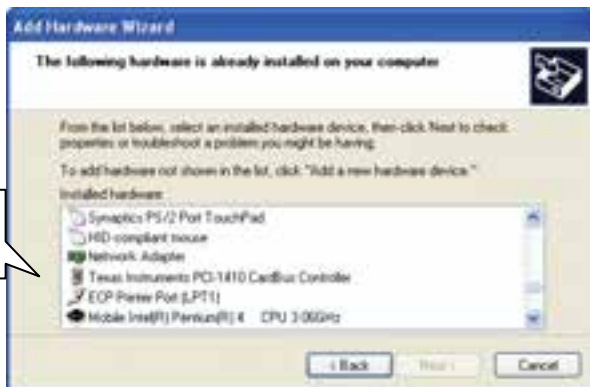 Add Hardware Wizard
The following hardware is already installed on your computer
From the list below, select an installed hardware device, then click Next to check
properties or troubleshoot a problem you might be having.
To add hardware not shown in the list, click "Add a new hardware device."
Installed hardware:
Synaptics PS/2 Port TouchPad
HID-compliant mouse
Network Adapter
Texas Instruments PCI-1410 CardBus Controller
ECP Printer Port (LPT1)
Mobile Intel(R) Pentium(R) 4 CPU 3.06GHz
< Back
Next >
Cancel